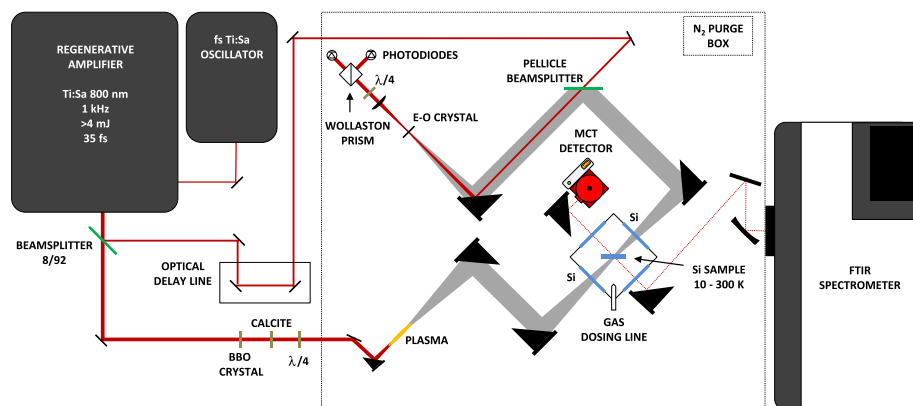 REGENERATIVE
AMPLIFIER
Ti:Sa 800 nm
1 kHz
>4 mJ
35 fs
fs Ti:Sa
OSCILLATOR
PHOTODIODES
λ/4
WOLLASTON
PRISM
E-O CRYSTAL
PELLICLE
BEAMSPLITTER
N₂ PURGE
BOX
MCT
DETECTOR
Si
Si
Si SAMPLE
10 - 300 K
GAS
DOSING LINE
FTIR
SPECTROMETER
BEAMSPLITTER
8/92
OPTICAL
DELAY LINE
CALCITE
BBO
CRYSTAL
λ/4
PLASMA